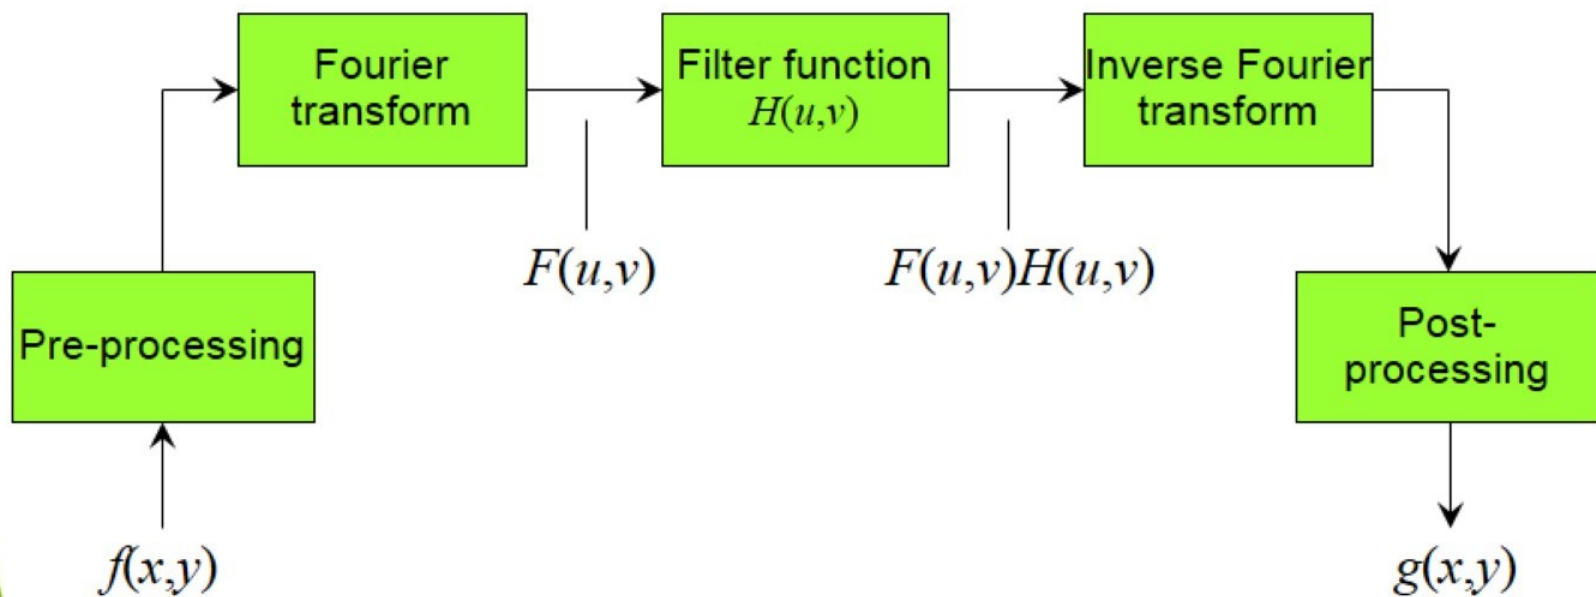 Fourier
transform
Filter function
H(u,v)
Inverse Fourier
transform
F(u,v)
F(u,v)H(u,v)
Pre-processing
Post-
processing
f(x,y)
g(x,y)